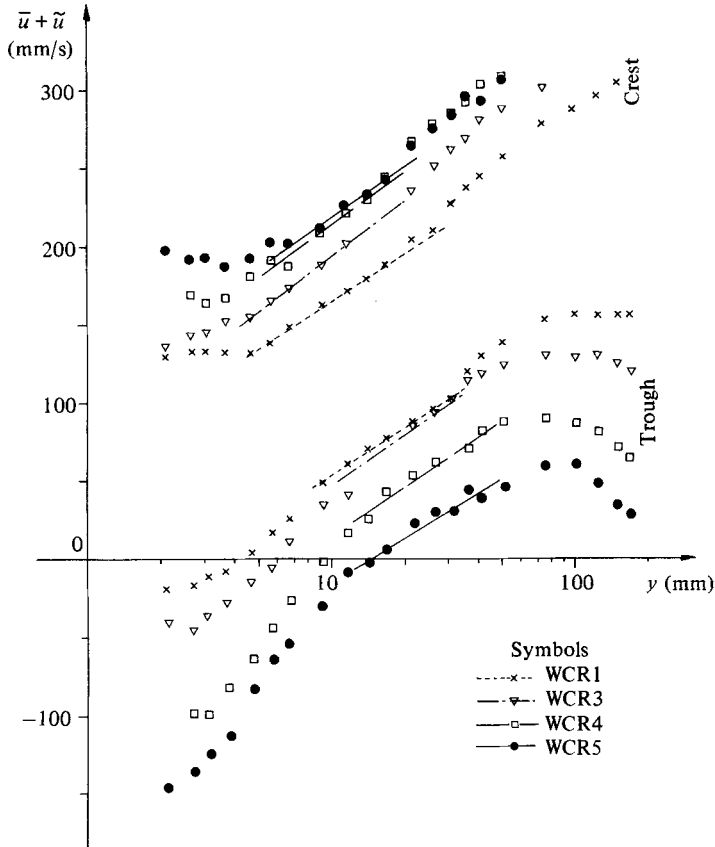 u̅ + ũ
(mm/s)
300
200
100
0
−100
10
100
y (mm)
Crest
Trough
Symbols
WCR1
WCR3
WCR4
WCR5